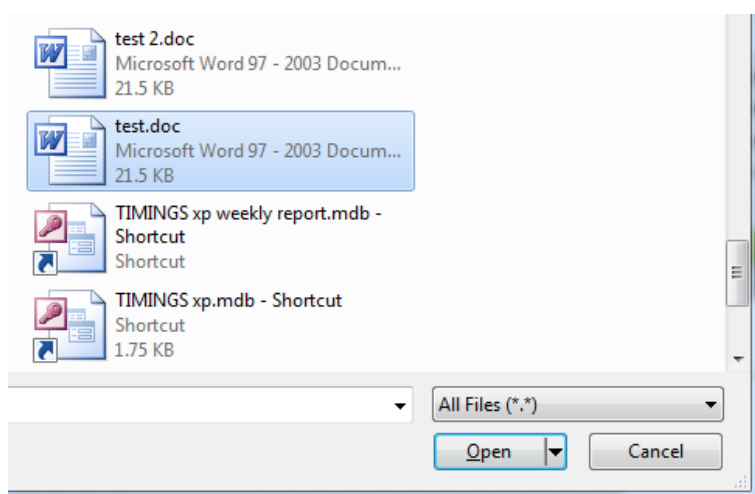 test 2.doc
Microsoft Word 97 - 2003 Docum...
21.5 KB
test.doc
Microsoft Word 97 - 2003 Docum...
21.5 KB
TIMINGS xp weekly report.mdb -
Shortcut
Shortcut
TIMINGS xp.mdb - Shortcut
Shortcut
1.75 KB
All Files (*.*)
Open
Cancel